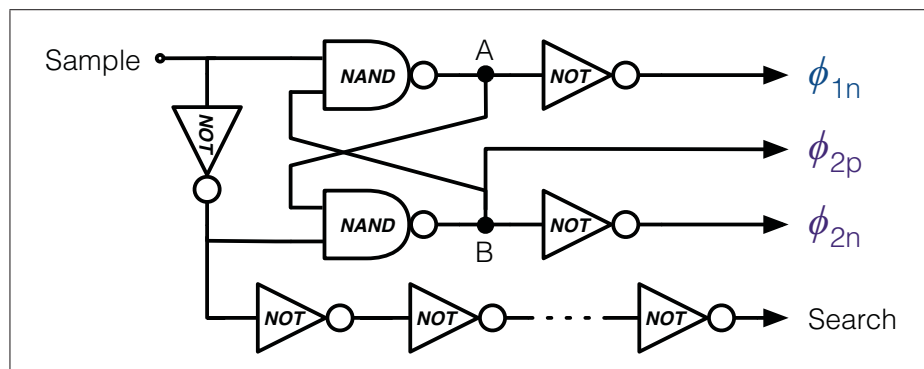 A
Sample
NAND
NOT
ϕ1n
NOT
ϕ2p
NAND
NOT
ϕ2n
B
NOT
NOT
NOT
Search